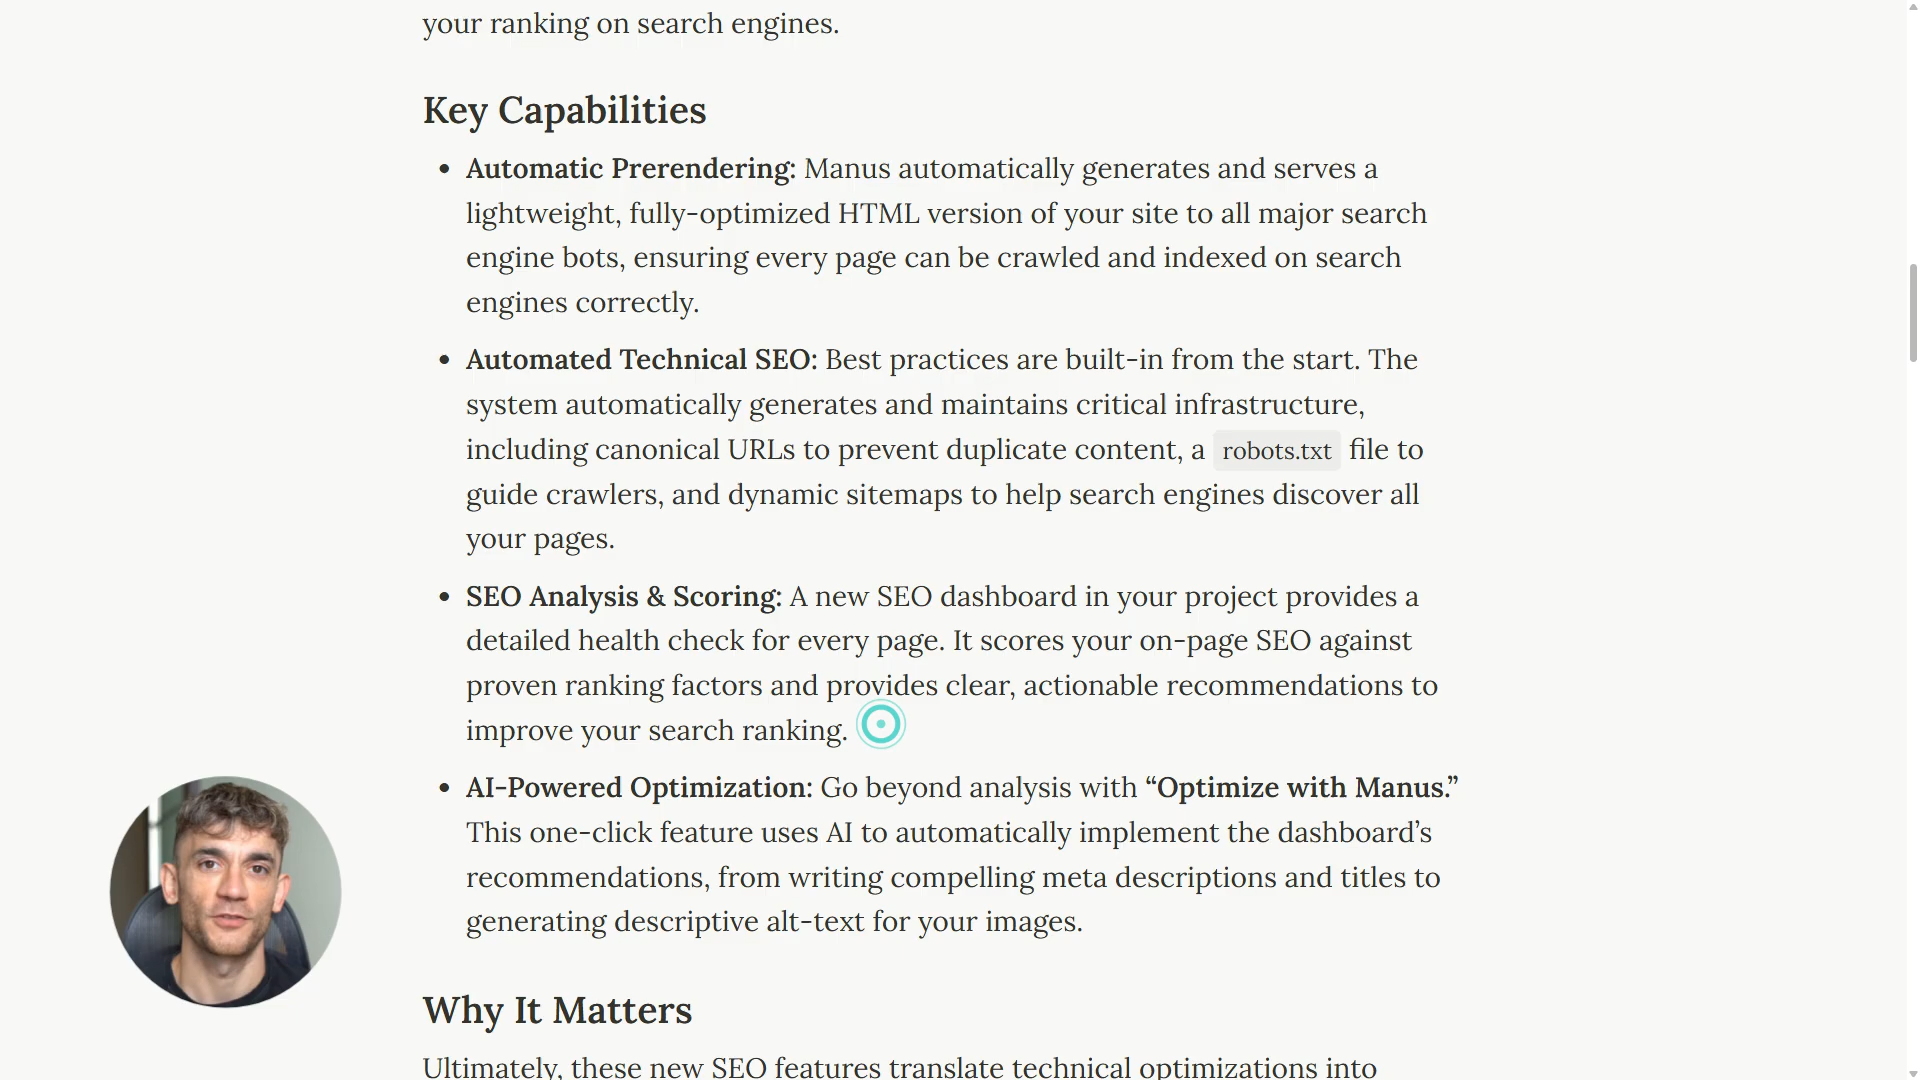 your ranking on search engines.
Key Capabilities
• Automatic Prerendering: Manus automatically generates and serves a
lightweight, fully-optimized HTML version of your site to all major search
engine bots, ensuring every page can be crawled and indexed on search
engines correctly.
• Automated Technical SEO: Best practices are built-in from the start. The
system automatically generates and maintains critical infrastructure,
including canonical URLs to prevent duplicate content, a robots.txt file to
guide crawlers, and dynamic sitemaps to help search engines discover all
your pages.
• SEO Analysis & Scoring: A new SEO dashboard in your project provides a
detailed health check for every page. It scores your on-page SEO against
proven ranking factors and provides clear, actionable recommendations to
improve your search ranking.
• AI-Powered Optimization: Go beyond analysis with “Optimize with Manus.”
This one-click feature uses AI to automatically implement the dashboard’s
recommendations, from writing compelling meta descriptions and titles to
generating descriptive alt-text for your images.
Why It Matters
Ultimately, these new SEO features translate technical optimizations into